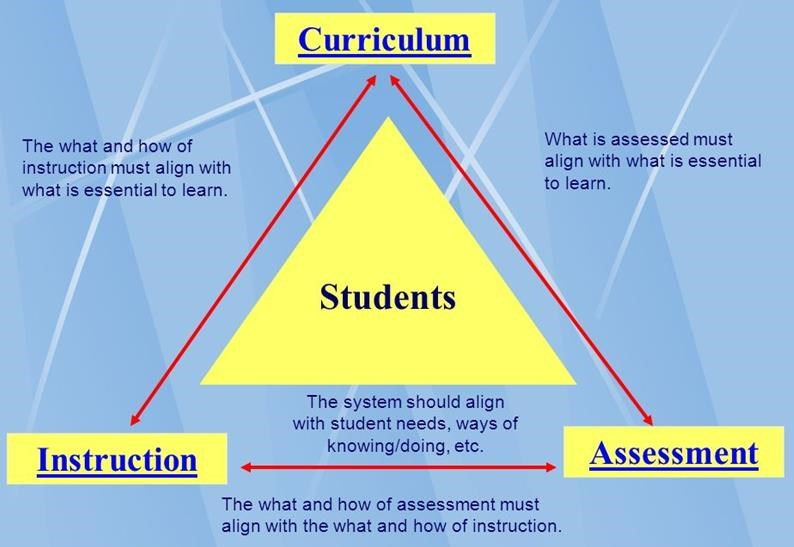 Curriculum
The what and how of
instruction must align with
what is essential to learn.
What is assessed must
align with what is essential
to learn.
Students
The system should align
with student needs, ways of
knowing/doing, etc.
Instruction
Assessment
The what and how of assessment must
align with the what and how of instruction.